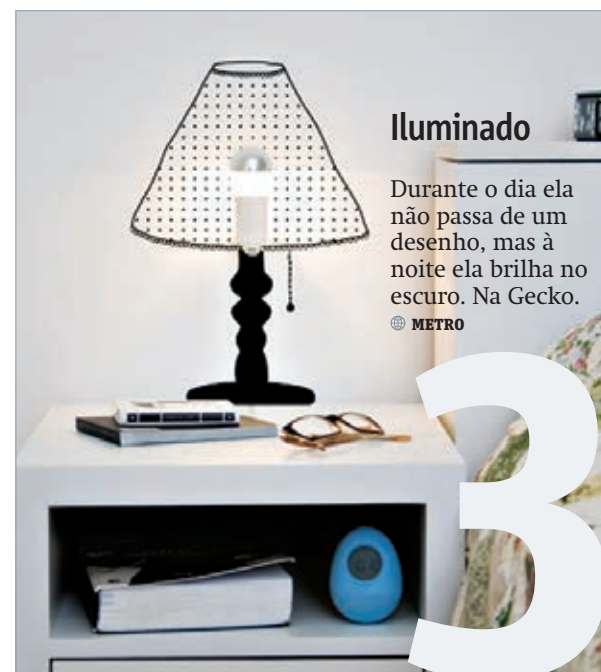 Iluminado
Durante o dia ela
não passa de um
desenho, mas à
noite ela brilha no
escuro. Na Gecko.
METRO
3